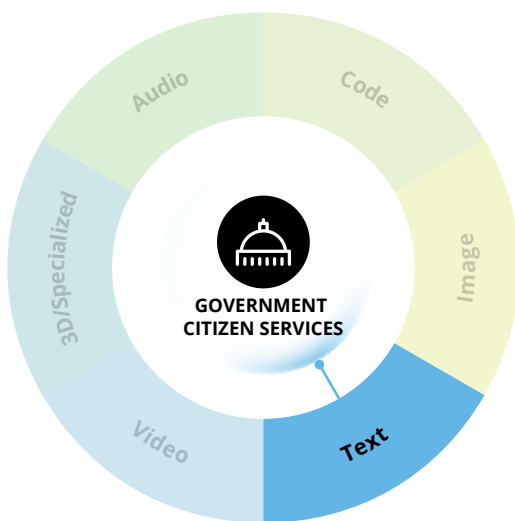 Audio
Code
3D/Specialized
GOVERNMENT
CITIZEN SERVICES
Image
Video
Text